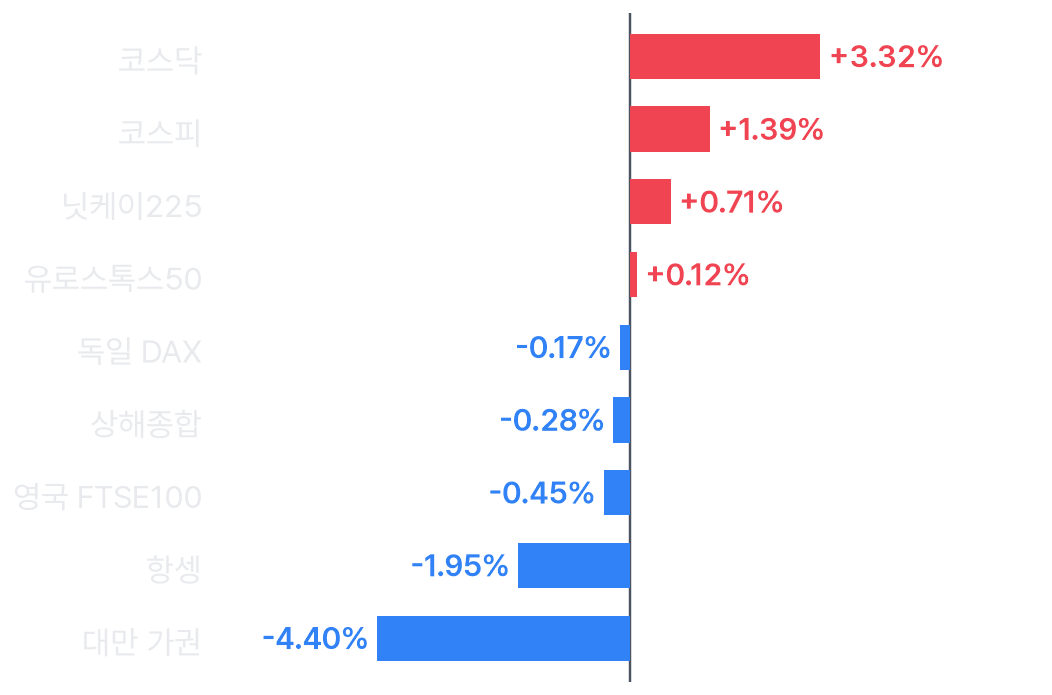 코스닥 +3.32%
코스피 +1.39%
닛케이225 +0.71%
유로스톡스50 +0.12%
독일 DAX -0.17%
상해종합 -0.28%
영국 FTSE100 -0.45%
항셍 -1.95%
대만 가권 -4.40%